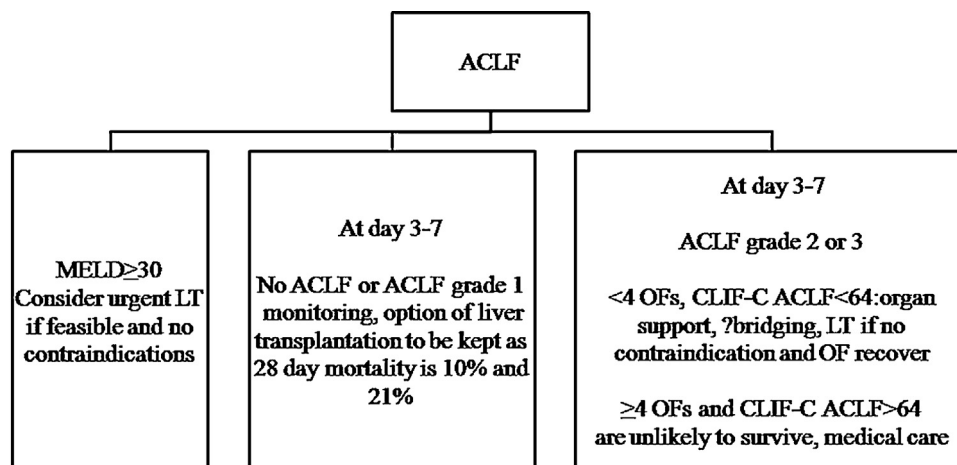 ACLF
MELD≥30
Consider urgent LT
if feasible and no
contraindications
At day 3-7
No ACLF or ACLF grade 1
monitoring, option of liver
transplantation to be kept as
28 day mortality is 10% and
21%
At day 3-7
ACLF grade 2 or 3
<4 OFs, CLIF-C ACLF<64:organ
support, ?bridging, LT if no
contraindication and OF recover
≥4 OFs and CLIF-C ACLF>64
are unlikely to survive, medical care